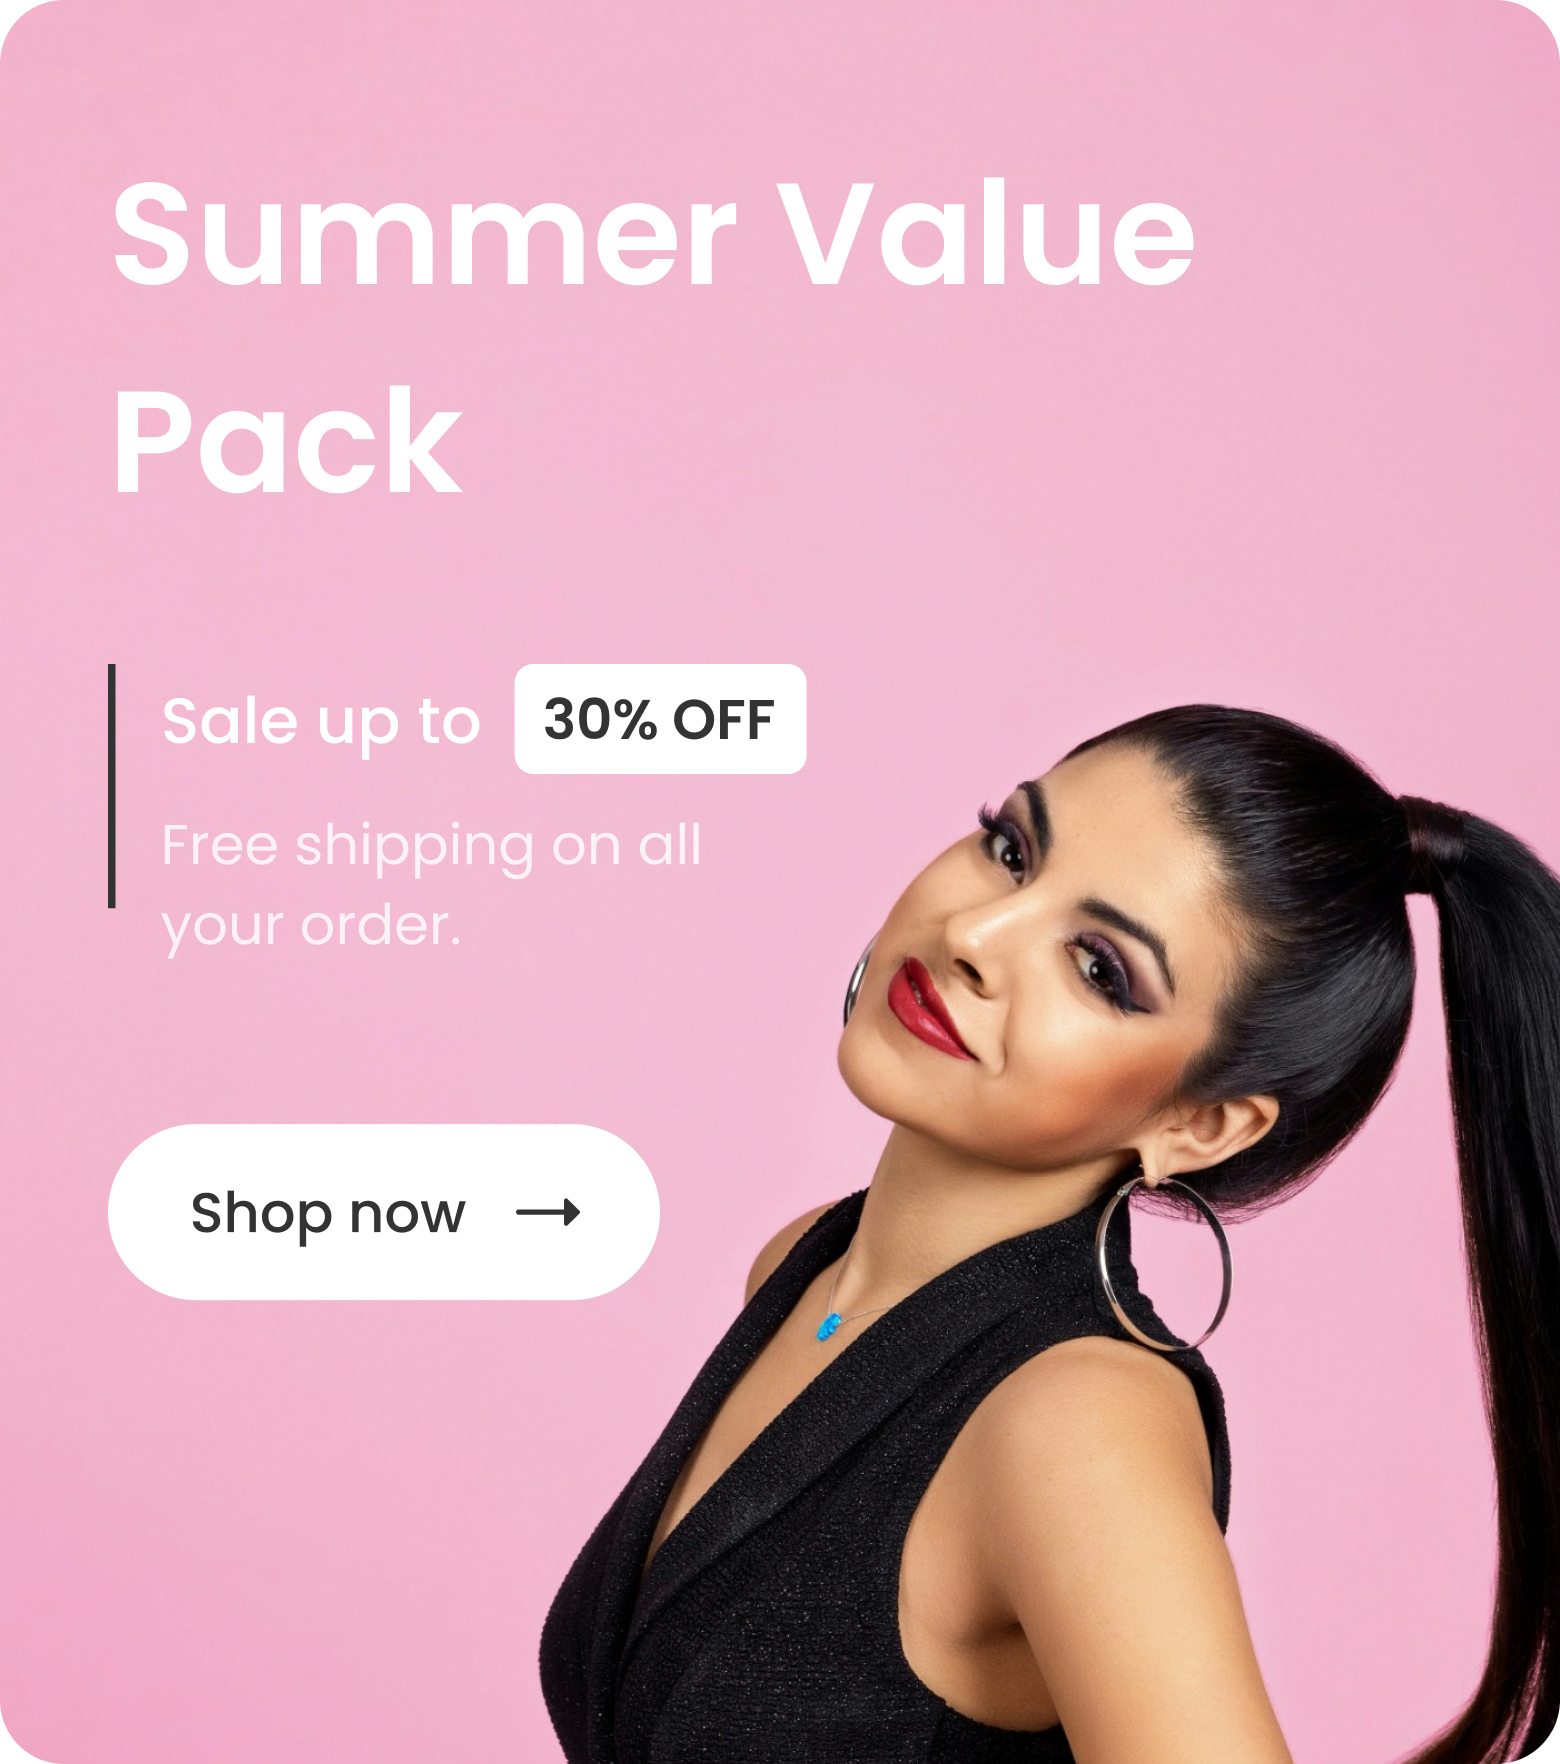 Summer Value
Pack
Sale up to 30% OFF
Free shipping on all
your order.
Shop now